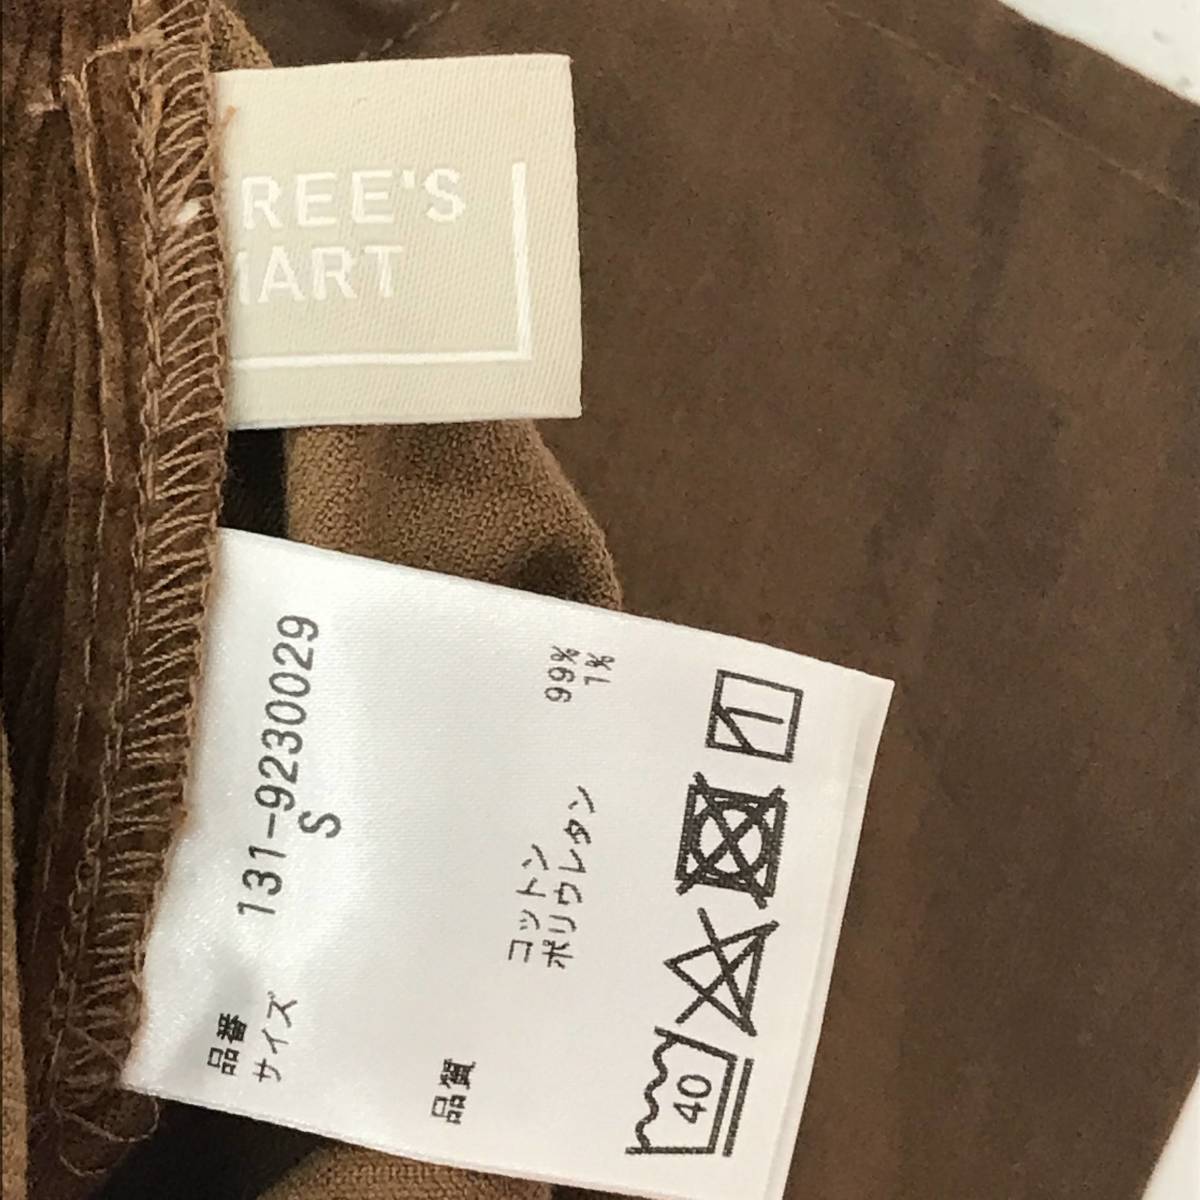 REE'S
MART
品番 131-9230029
サイズ S
品質
コットン 99%
ポリウレタン 1%
40